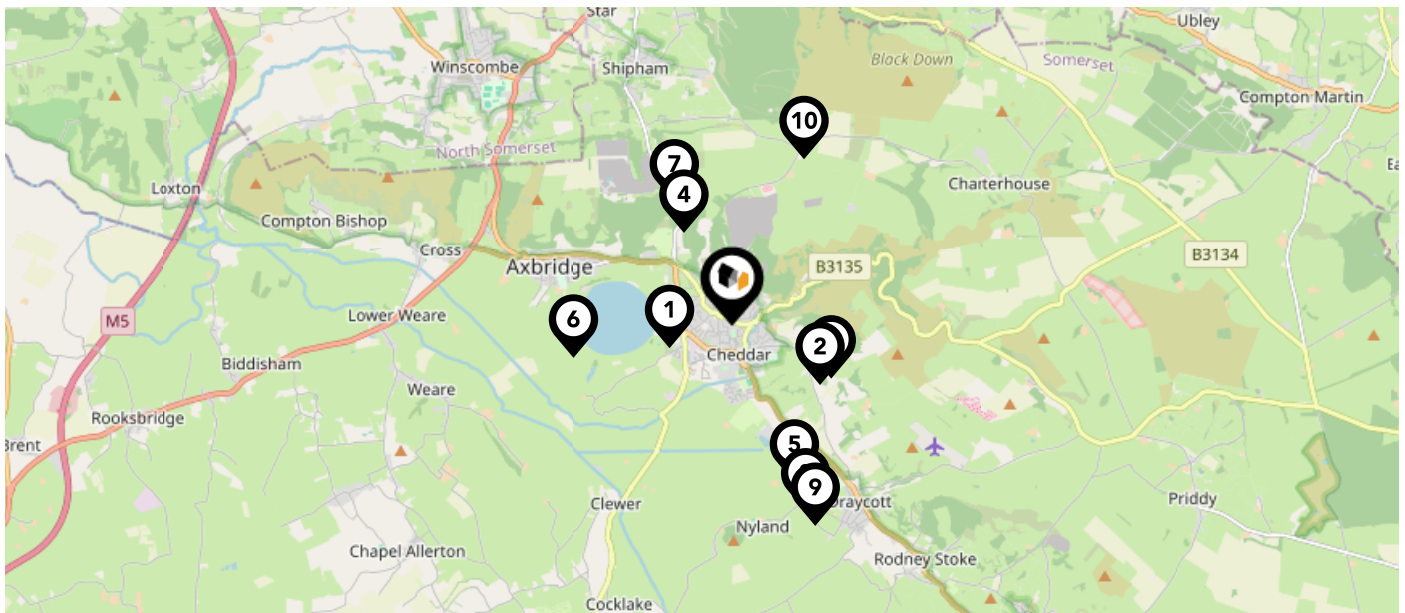 Star
Ubley
Winscombe
Shipham
Black Down
Somerset
Compton Martin
10
North Somerset
7
4
Loxton
Charterhouse
Compton Bishop
Cross
Axbridge
B3135
B3134
6
1
M5
Lower Weare
2
Cheddar
Biddisham
Weare
Rooksbridge
Brent
5
9
Draycott
Priddy
Clewer
Nyland
Chapel Allerton
Rodney Stoke
Cocklake